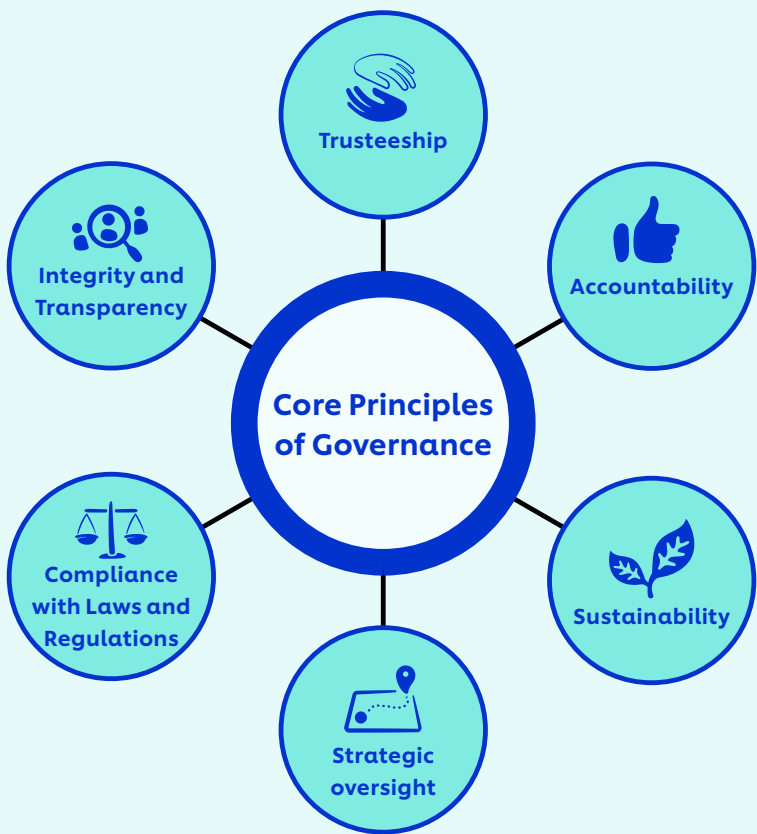 Trusteeship
Integrity and
Transparency
Accountability
Core Principles
of Governance
Compliance
with Laws and
Regulations
Sustainability
Strategic
oversight